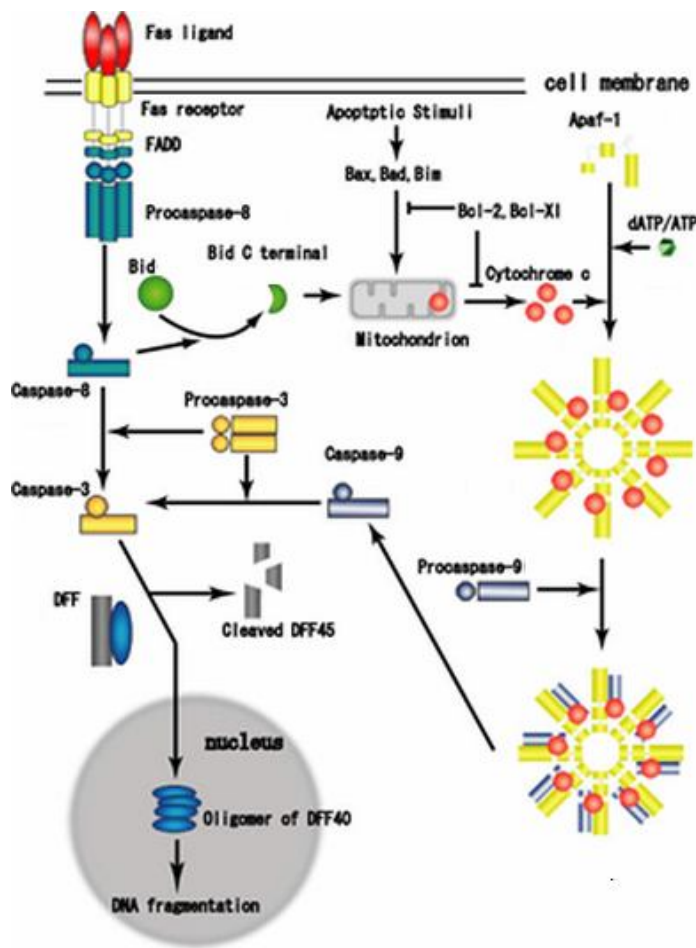 Fas ligand
cell membrane
Fas receptor
Apoptptic Stimuli
Apaf-1
FADD
Bax, Bad, Bim
Procaspase-8
Bcl-2, Bcl-Xl
dATP/ATP
Bid
Bid C terminal
Cytochrome c
Mitochondrion
Caspase-8
Procaspase-3
Caspase-9
Caspase-3
Procaspase-9
DFF
Cleaved DFF45
nucleus
Oligomer of DFF40
DNA fragmentation